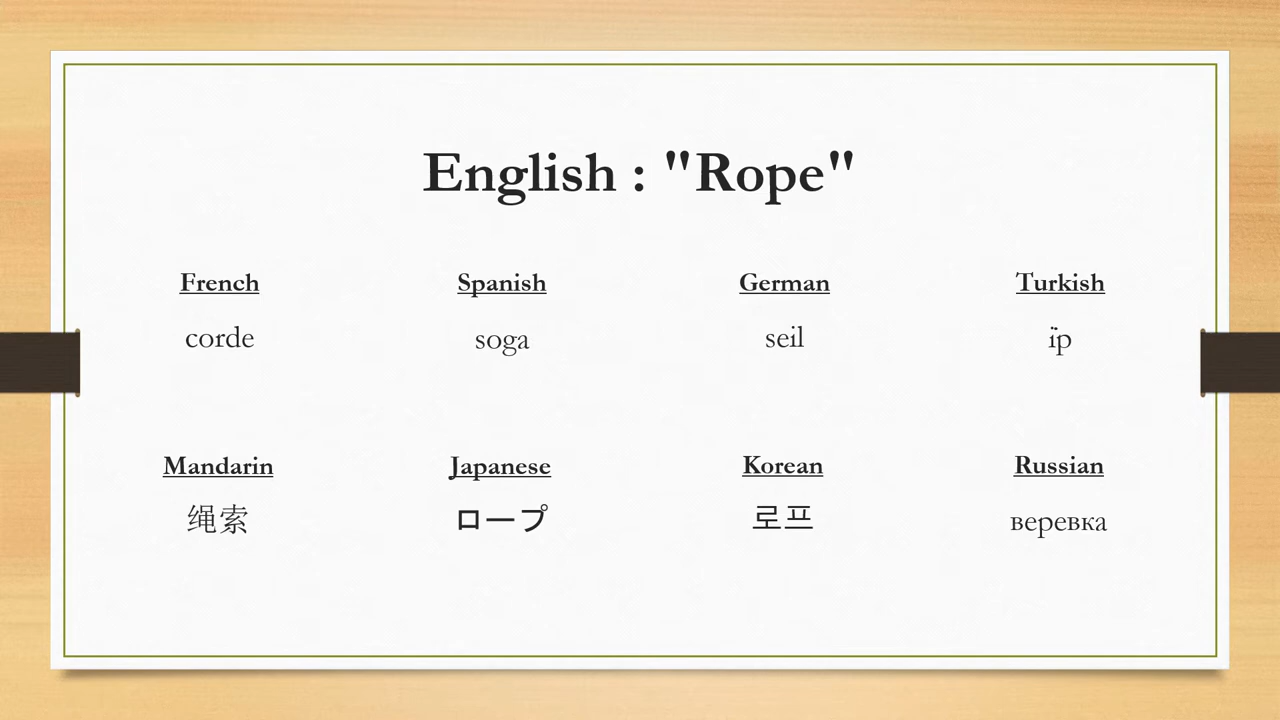 English : "Rope"
French
corde
Spanish
soga
German
seil
Turkish
i̇p
Mandarin
绳索
Japanese
ロープ
Korean
로프
Russian
веревка